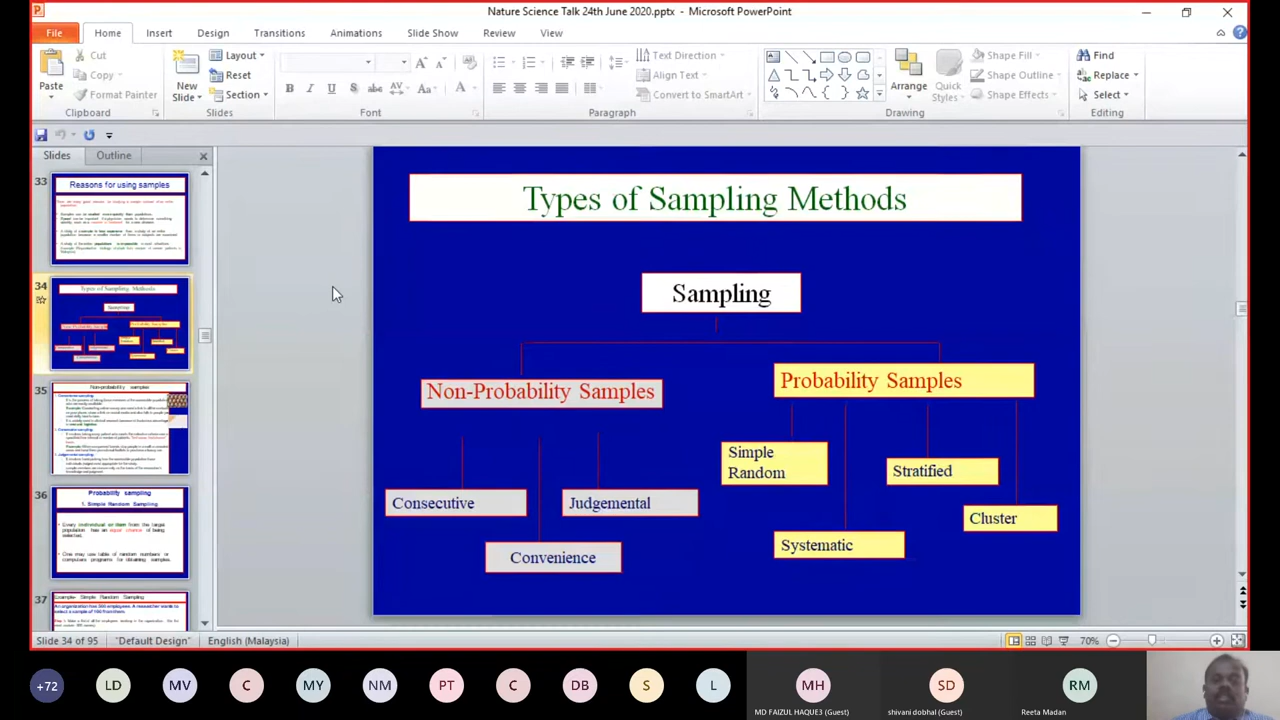 Nature Science Talk 24th June 2020.pptx - Microsoft PowerPoint
File Home Insert Design Transitions Animations Slide Show Review View
Paste
Cut
Copy
Format Painter
Clipboard
New Slide
Layout
Reset
Section
Slides
Font
Text Direction
Align Text
Convert to SmartArt
Paragraph
Arrange
Quick Styles
Shape Fill
Shape Outline
Shape Effects
Drawing
Find
Replace
Select
Editing
Slides Outline
33
Reasons for using samples
34
Types of Sampling Methods
Sampling
35
Non-probability samples
36
Probability sampling
1. Simple Random Sampling
Every individual or item from the target
population has an equal chance of being
selected.
One may use table of random numbers or
computers programs for obtaining samples.
37
Example- Simple Random Sampling
Types of Sampling Methods
Sampling
Non-Probability Samples
Probability Samples
Simple
Random
Stratified
Consecutive
Judgemental
Cluster
Systematic
Convenience
Slide 34 of 95 "Default Design" English (Malaysia) 70%
+72 LD MV C MY NM PT C DB S L MH SD RM
MD FAIZUL HAQUE3 (Guest) shivani dobhal (Guest) Reeta Madan